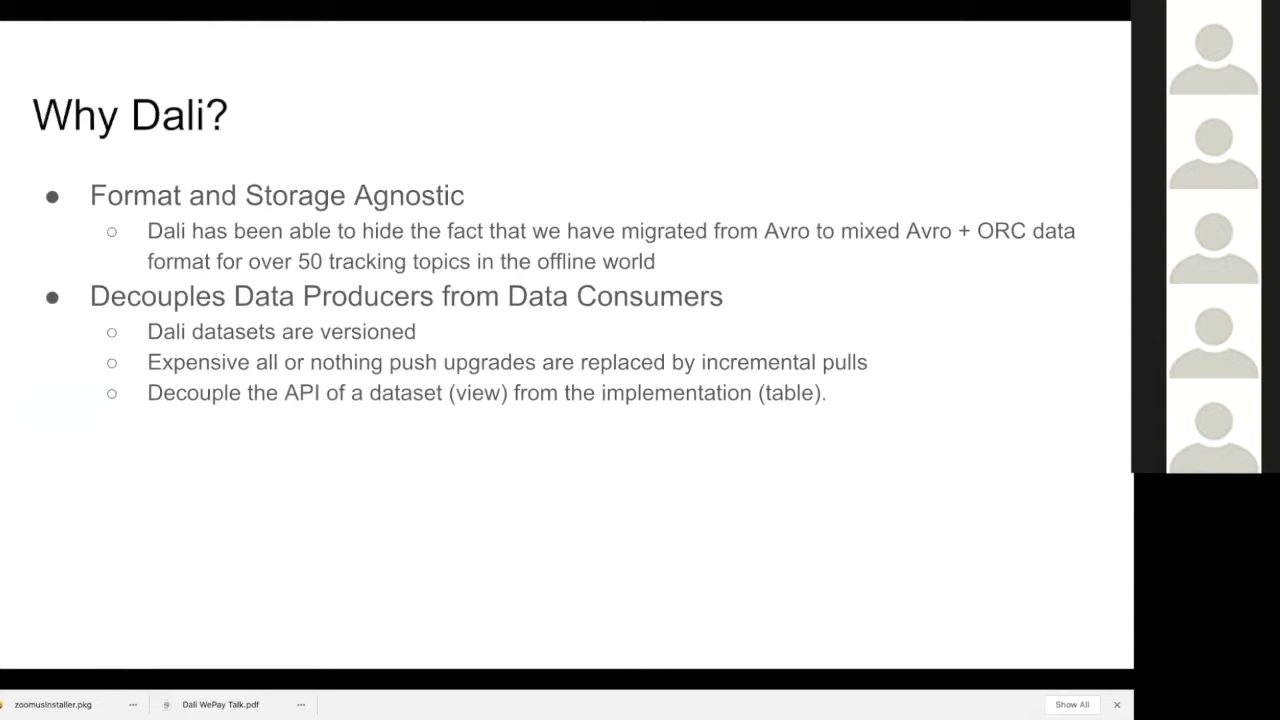 Why Dali?
● Format and Storage Agnostic
○ Dali has been able to hide the fact that we have migrated from Avro to mixed Avro + ORC data
format for over 50 tracking topics in the offline world
● Decouples Data Producers from Data Consumers
○ Dali datasets are versioned
○ Expensive all or nothing push upgrades are replaced by incremental pulls
○ Decouple the API of a dataset (view) from the implementation (table).
zoomusInstaller.pkg
Dali WePay Talk.pdf
Show All